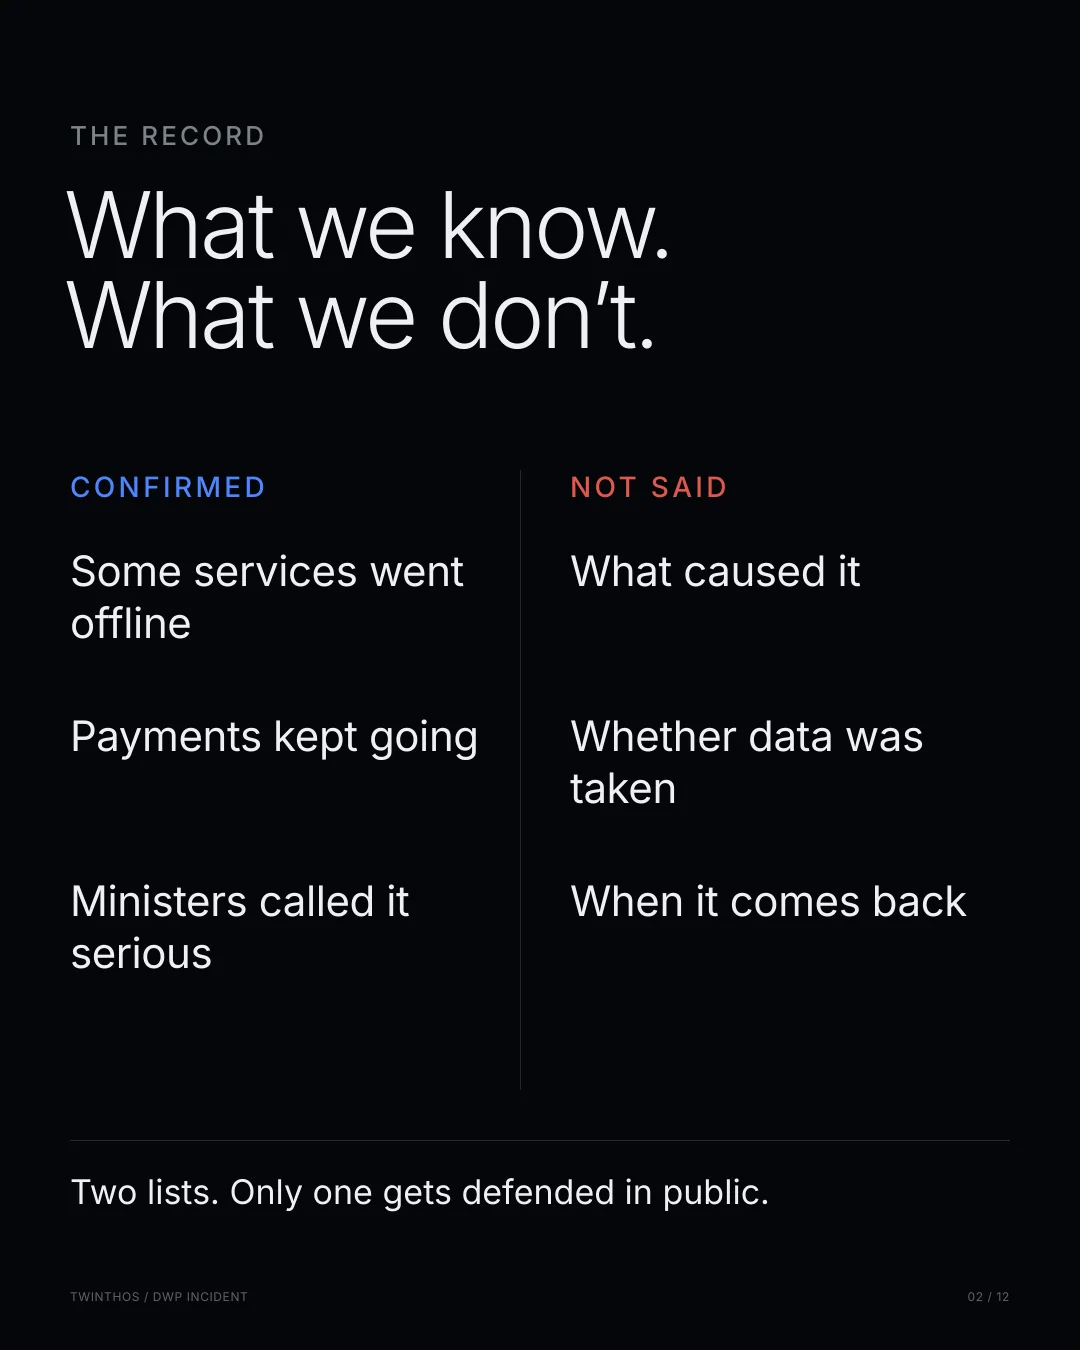 THE RECORD
What we know.
What we don’t.
CONFIRMED
Some services went
offline
Payments kept going
Ministers called it
serious
NOT SAID
What caused it
Whether data was
taken
When it comes back
Two lists. Only one gets defended in public.
TWINTHOS / DWP INCIDENT
02 / 12